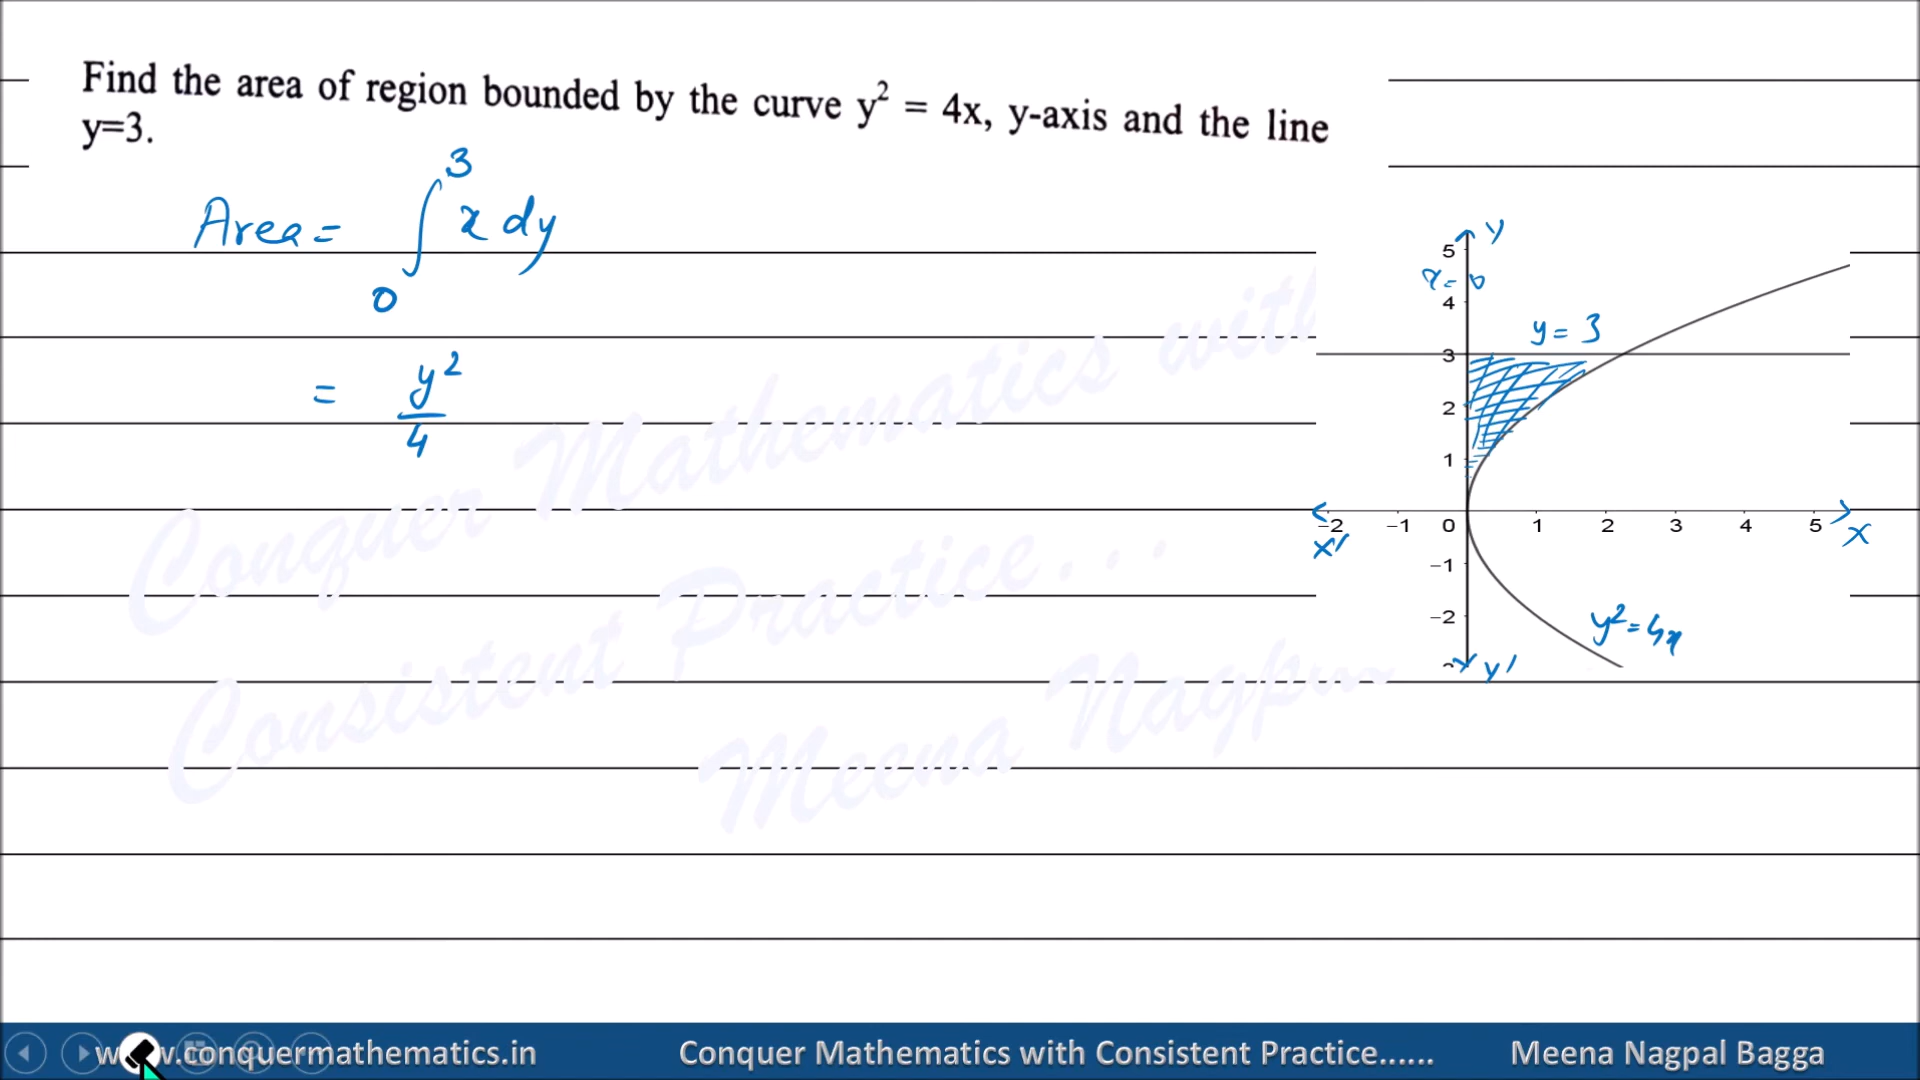 Find the area of region bounded by the curve y² = 4x, y-axis and the line
y=3.
Area = ∫₀³ x dy
= y²/4
Y
5
x=0
4
y = 3
3
2
1
-2 -1 0 1 2 3 4 5
X' X
-1
-2
y²=4x
Y'
Conquer Mathematics with
Consistent Practice...
Meena Nagpal
www.conquermathematics.in Conquer Mathematics with Consistent Practice...... Meena Nagpal Bagga